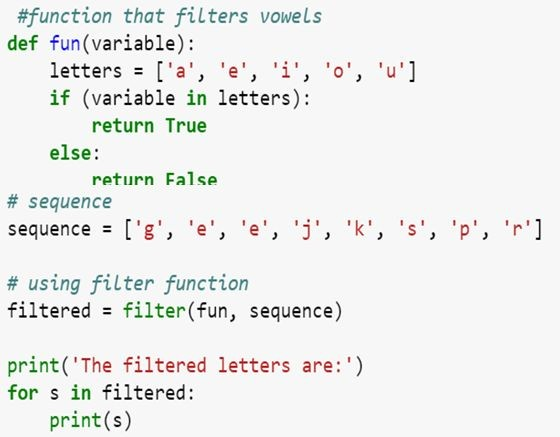 #function that filters vowels
def fun(variable):
    letters = ['a', 'e', 'i', 'o', 'u']
    if (variable in letters):
        return True
    else:
        return False
# sequence
sequence = ['g', 'e', 'e', 'j', 'k', 's', 'p', 'r']
# using filter function
filtered = filter(fun, sequence)
print('The filtered letters are:')
for s in filtered:
    print(s)